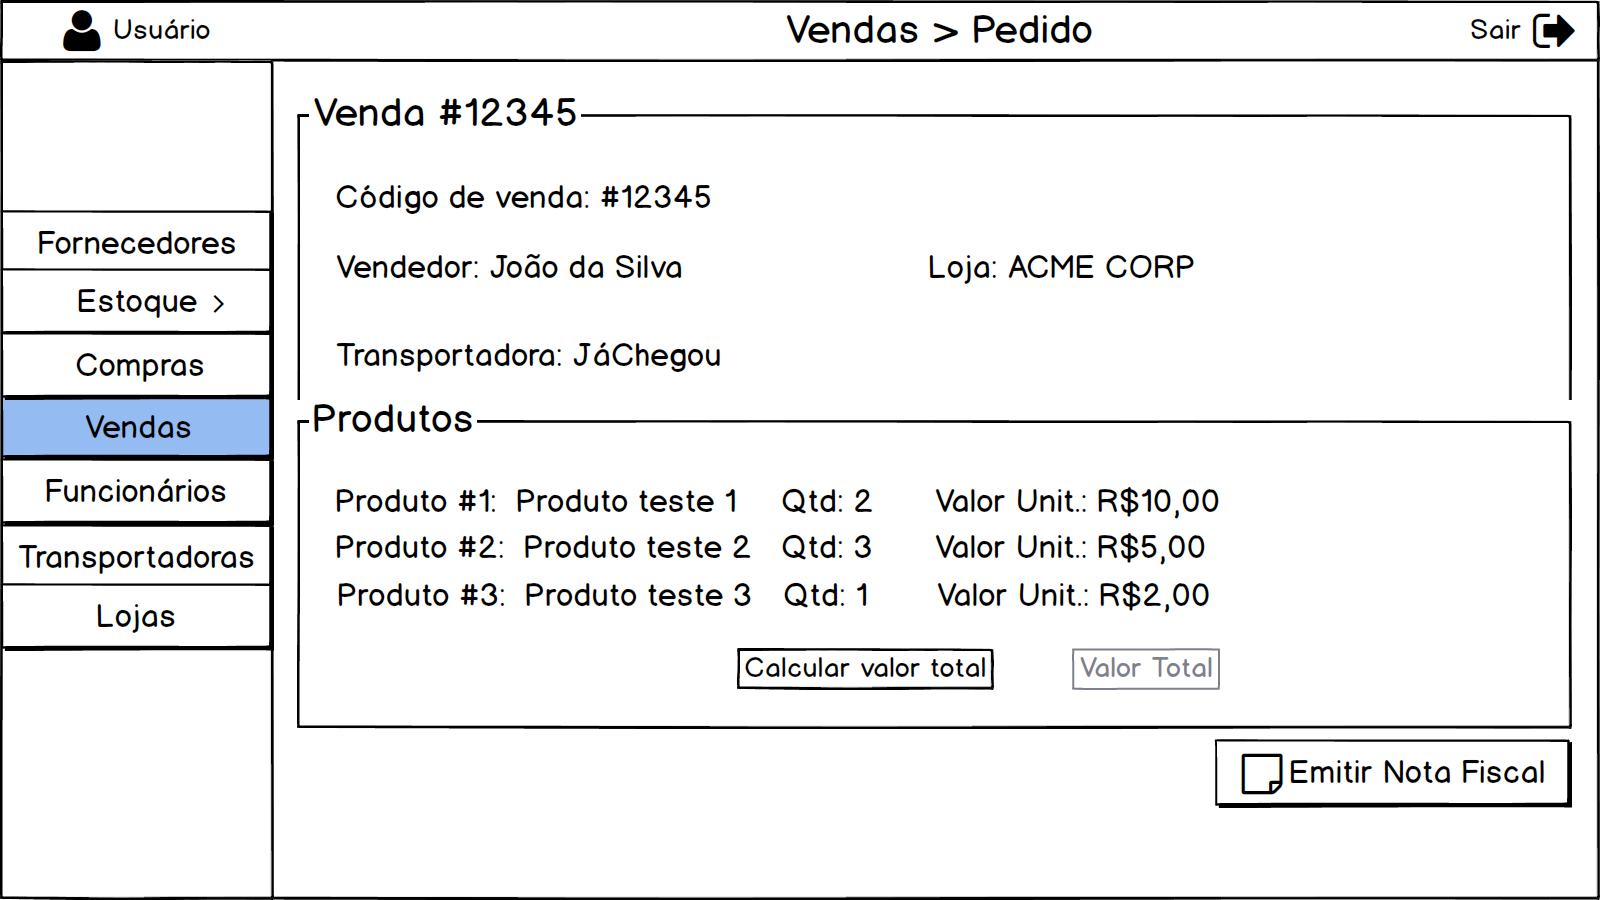 Usuário
Vendas > Pedido
Sair
Fornecedores
Estoque >
Compras
Vendas
Funcionários
Transportadoras
Lojas
Venda #12345
Código de venda: #12345
Vendedor: João da Silva Loja: ACME CORP
Transportadora: JáChegou
Produtos
Produto #1: Produto teste 1 Qtd: 2 Valor Unit.: R$10,00
Produto #2: Produto teste 2 Qtd: 3 Valor Unit.: R$5,00
Produto #3: Produto teste 3 Qtd: 1 Valor Unit.: R$2,00
Calcular valor total Valor Total
Emitir Nota Fiscal